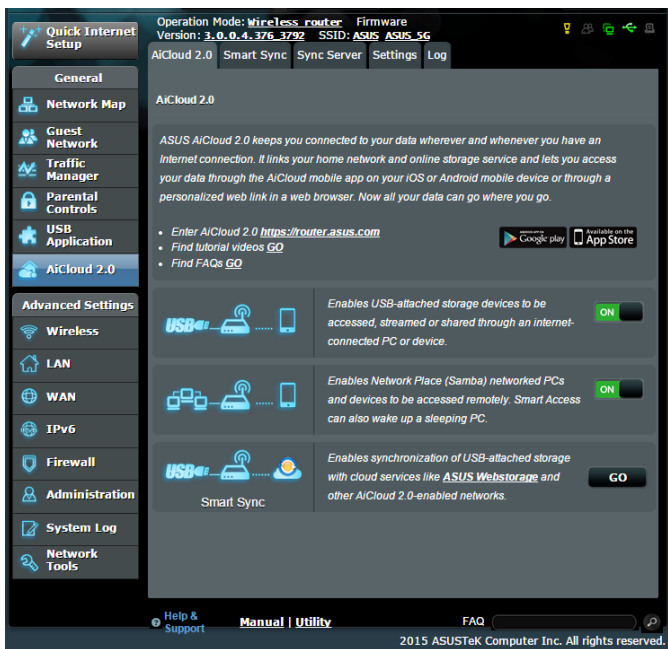 Quick Internet
Setup
Operation Mode: Wireless router Firmware
Version: 3.0.0.4.376_3792 SSID: ASUS ASUS_5G
AiCloud 2.0 Smart Sync Sync Server Settings Log
General
Network Map
Guest
Network
Traffic
Manager
Parental
Controls
USB
Application
AiCloud 2.0
Advanced Settings
Wireless
LAN
WAN
IPv6
Firewall
Administration
System Log
Network
Tools
AiCloud 2.0
ASUS AiCloud 2.0 keeps you connected to your data wherever and whenever you have an
Internet connection. It links your home network and online storage service and lets you access
your data through the AiCloud mobile app on your iOS or Android mobile device or through a
personalized web link in a web browser. Now all your data can go where you go.
• Enter AiCloud 2.0 https://router.asus.com
• Find tutorial videos GO
• Find FAQs GO
Google play
Available on the
App Store
USB
Enables USB-attached storage devices to be
accessed, streamed or shared through an internet-
connected PC or device.
ON
Enables Network Place (Samba) networked PCs
and devices to be accessed remotely. Smart Access
can also wake up a sleeping PC.
ON
USB
Smart Sync
Enables synchronization of USB-attached storage
with cloud services like ASUS Webstorage and
other AiCloud 2.0-enabled networks.
GO
Help &
Support
Manual | Utility
FAQ
2015 ASUSTeK Computer Inc. All rights reserved.